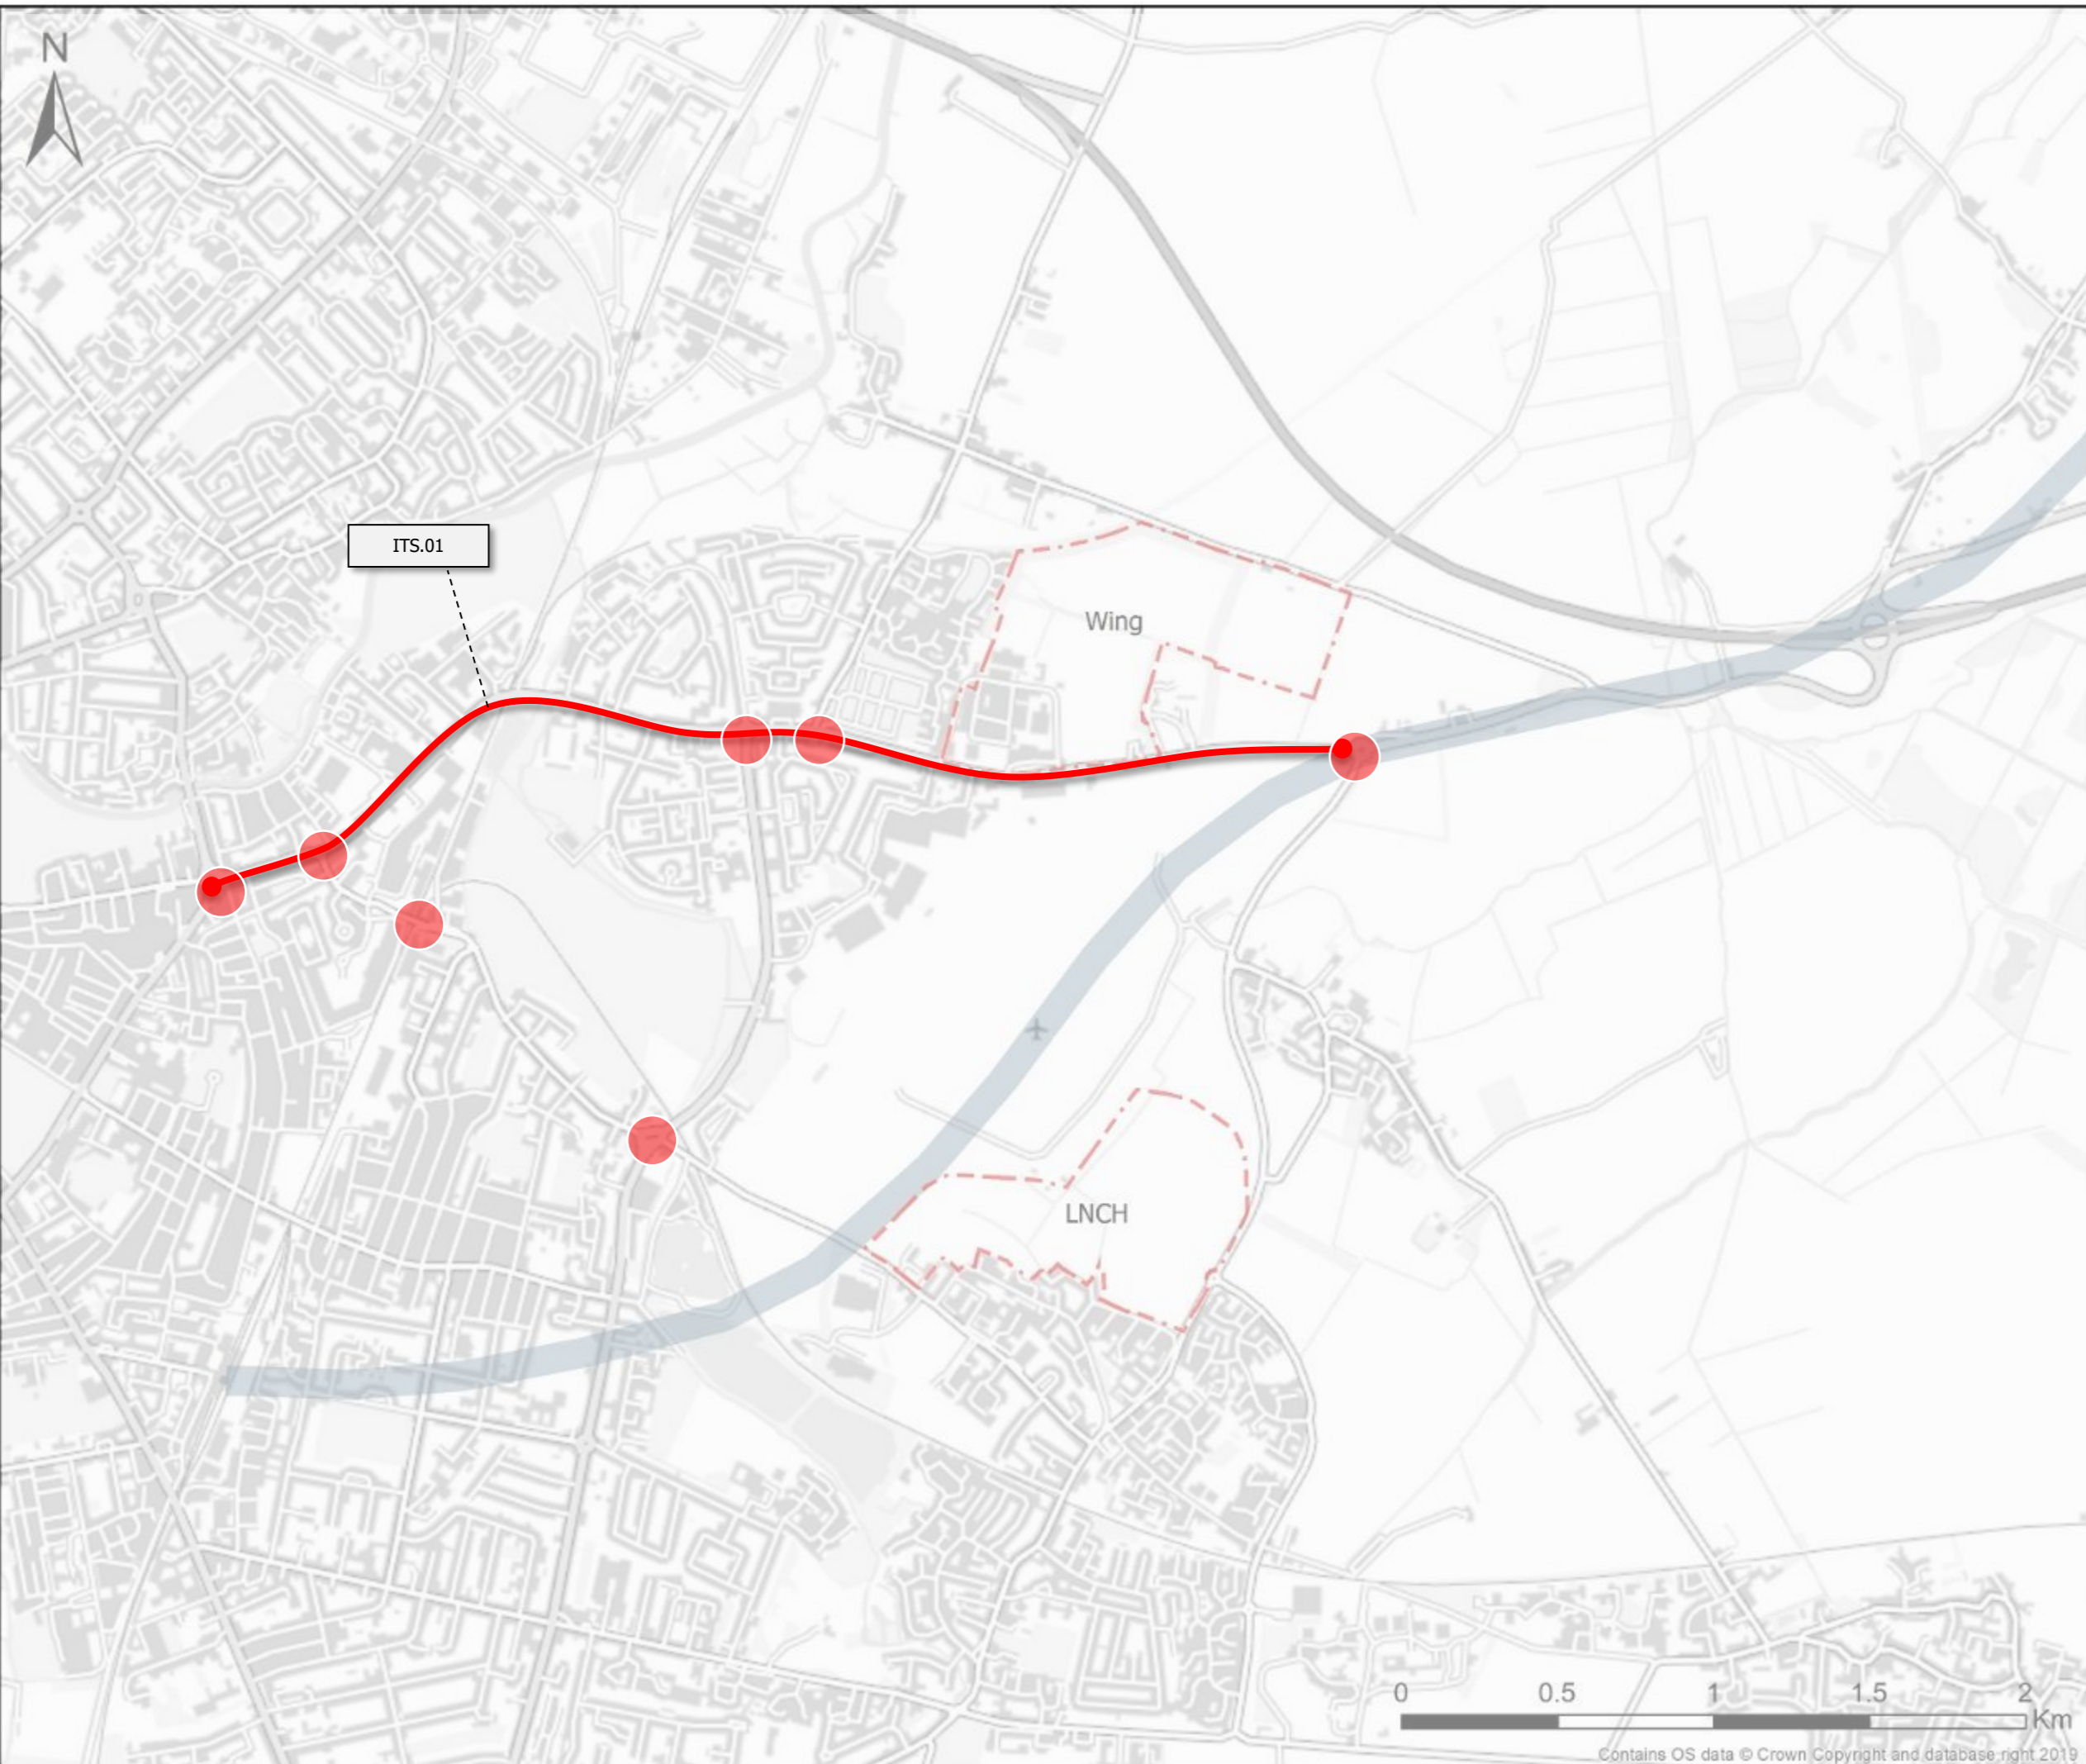 N
ITS.01
Wing
LNCH
0 0.5 1 1.5 2
Km
Contains OS data © Crown Copyright and database right 2015